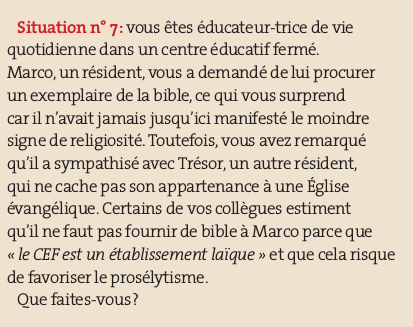 Situation n° 7 : vous êtes éducateur-trice de vie
quotidienne dans un centre éducatif fermé.
Marco, un résident, vous a demandé de lui procurer
un exemplaire de la bible, ce qui vous surprend
car il n’avait jamais jusqu’ici manifesté le moindre
signe de religiosité. Toutefois, vous avez remarqué
qu’il a sympathisé avec Trésor, un autre résident,
qui ne cache pas son appartenance à une Église
évangélique. Certains de vos collègues estiment
qu’il ne faut pas fournir de bible à Marco parce que
« le CEF est un établissement laïque » et que cela risque
de favoriser le prosélytisme.
Que faites-vous ?